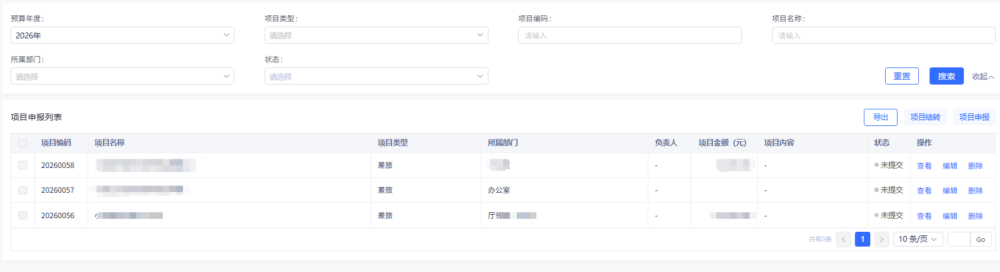 预算年度： 项目类型： 项目编码： 项目名称：
2026年 请选择 请输入 请输入
所属部门： 状态：
请选择 请选择 重置 搜索 收起
项目申报列表 导出 项目结转 项目申报
项目编码 项目名称 项目类型 所属部门 负责人 项目金额（元） 项目内容 状态 操作
20260058 差旅 - - 未提交 查看 编辑 删除
20260057 差旅 办公室 - - 未提交 查看 编辑 删除
20260056 差旅 厅领 - - 未提交 查看 编辑 删除
共有3条 1 10 条/页 Go